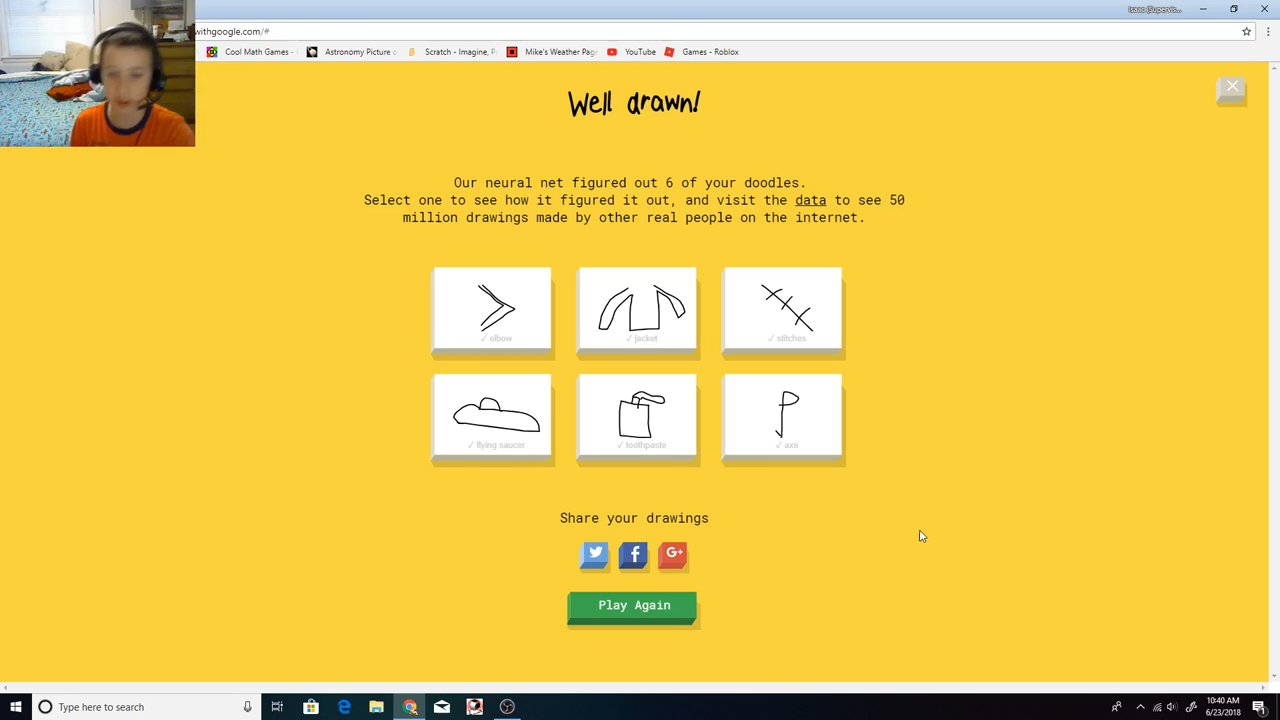 Isaac (Supervis...
withgoogle.com/#
Cool Math Games -
Astronomy Picture o
Scratch - Imagine, P
Mike's Weather Page
YouTube
Games - Roblox
Well drawn!
Our neural net figured out 6 of your doodles.
Select one to see how it figured it out, and visit the data to see 50
million drawings made by other real people on the internet.
✓ elbow
✓ jacket
✓ stitches
✓ flying saucer
✓ toothpaste
✓ axe
Share your drawings
f
G+
Play Again
Type here to search
10:40 AM
6/23/2018
1